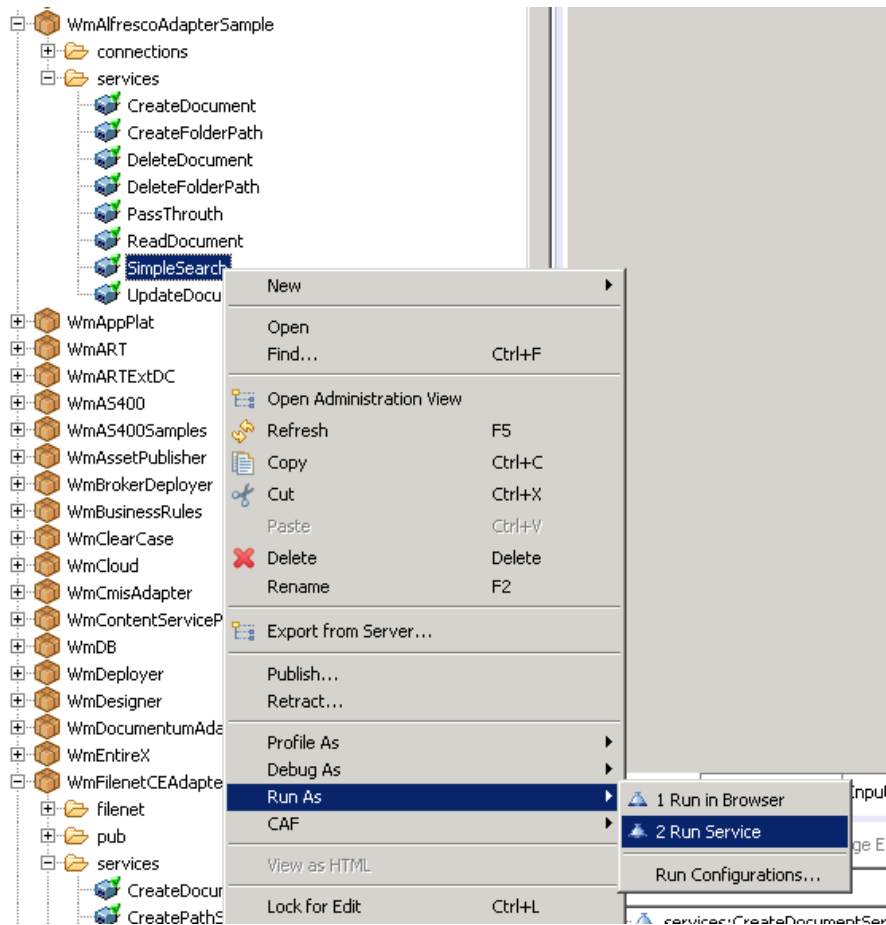 WmAlfrescoAdapterSample
connections
services
CreateDocument
CreateFolderPath
DeleteDocument
DeleteFolderPath
PassThrouth
ReadDocument
SimpleSearch
UpdateDocu
WmAppPlat
WmART
WmARTExtDC
WmAS400
WmAS400Samples
WmAssetPublisher
WmBrokerDeployer
WmBusinessRules
WmClearCase
WmCloud
WmCmisAdapter
WmContentServiceP
WmDB
WmDeployer
WmDesigner
WmDocumentumAda
WmEntireX
WmFilenetCEAdapte
filenet
pub
services
CreateDocur
CreatePathS
New
Open
Find... Ctrl+F
Open Administration View
Refresh F5
Copy Ctrl+C
Cut Ctrl+X
Paste Ctrl+V
Delete Delete
Rename F2
Export from Server...
Publish...
Retract...
Profile As
Debug As
Run As
CAF
View as HTML
Lock for Edit Ctrl+L
1 Run in Browser
2 Run Service
Run Configurations...
nput
ge E
services:CreateDocumentSer